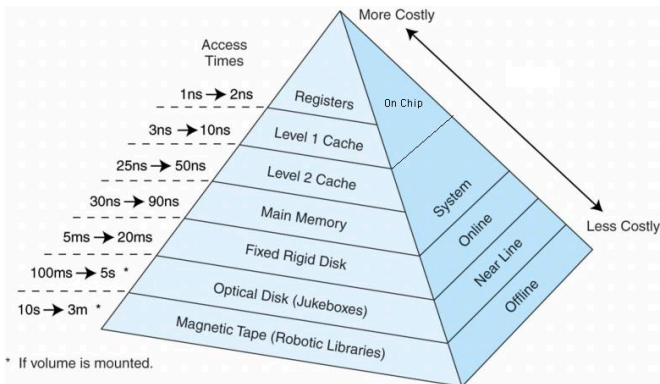 More Costly
Access
Times
1ns → 2ns
Registers
On Chip
3ns → 10ns
Level 1 Cache
25ns → 50ns
Level 2 Cache
System
30ns → 90ns
Main Memory
Online
Less Costly
5ms → 20ms
Fixed Rigid Disk
Near Line
100ms → 5s *
Optical Disk (Jukeboxes)
Offline
10s → 3m *
Magnetic Tape (Robotic Libraries)
* If volume is mounted.